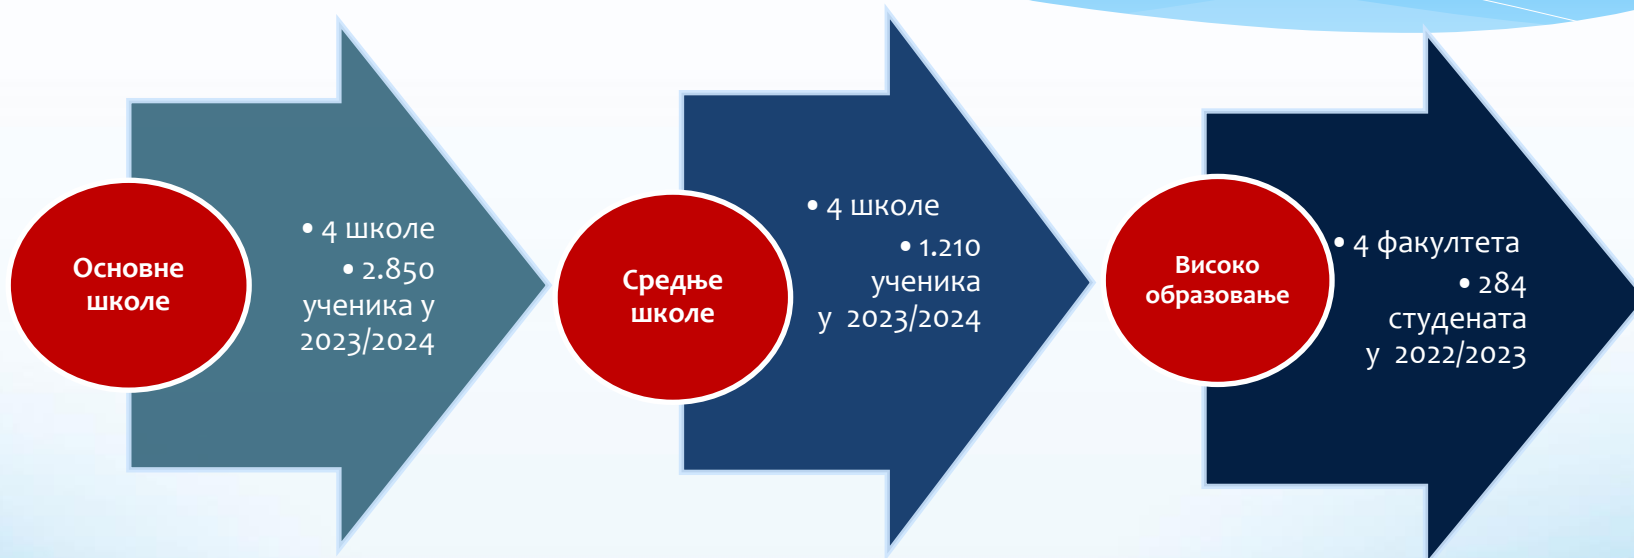 Основне
школе
• 4 школе
• 2.850
ученика у
2023/2024
Средње
школе
• 4 школе
• 1.210
ученика
у 2023/2024
Високо
образовање
• 4 факултета
• 284
студената
у 2022/2023